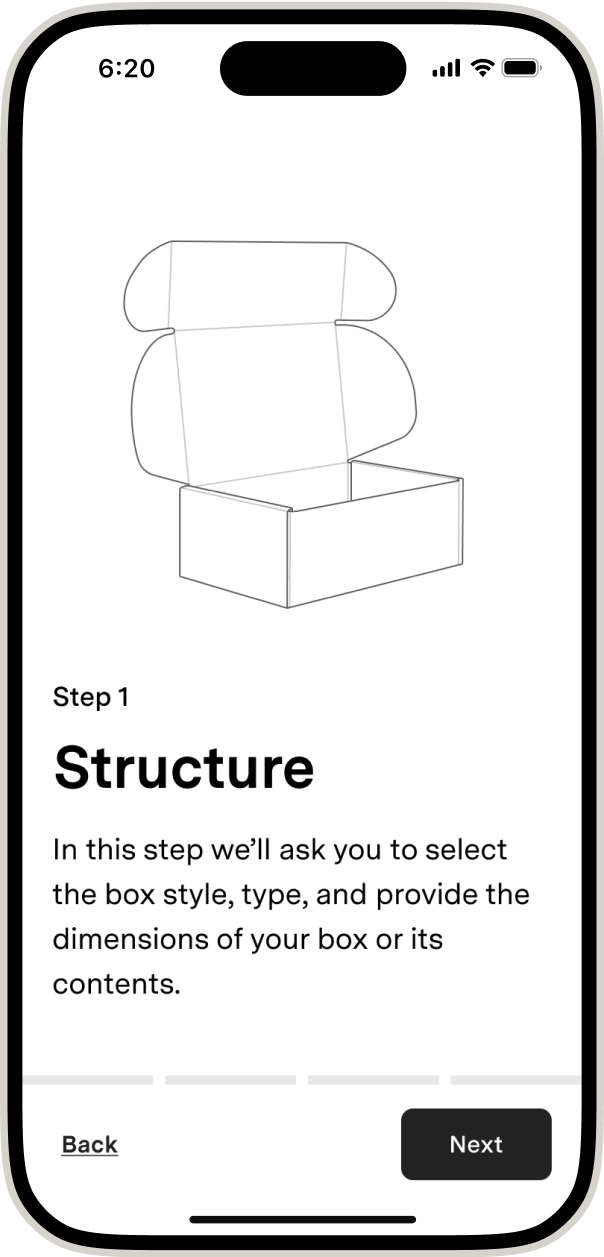 6:20
Step 1
Structure
In this step we’ll ask you to select
the box style, type, and provide the
dimensions of your box or its
contents.
Back
Next